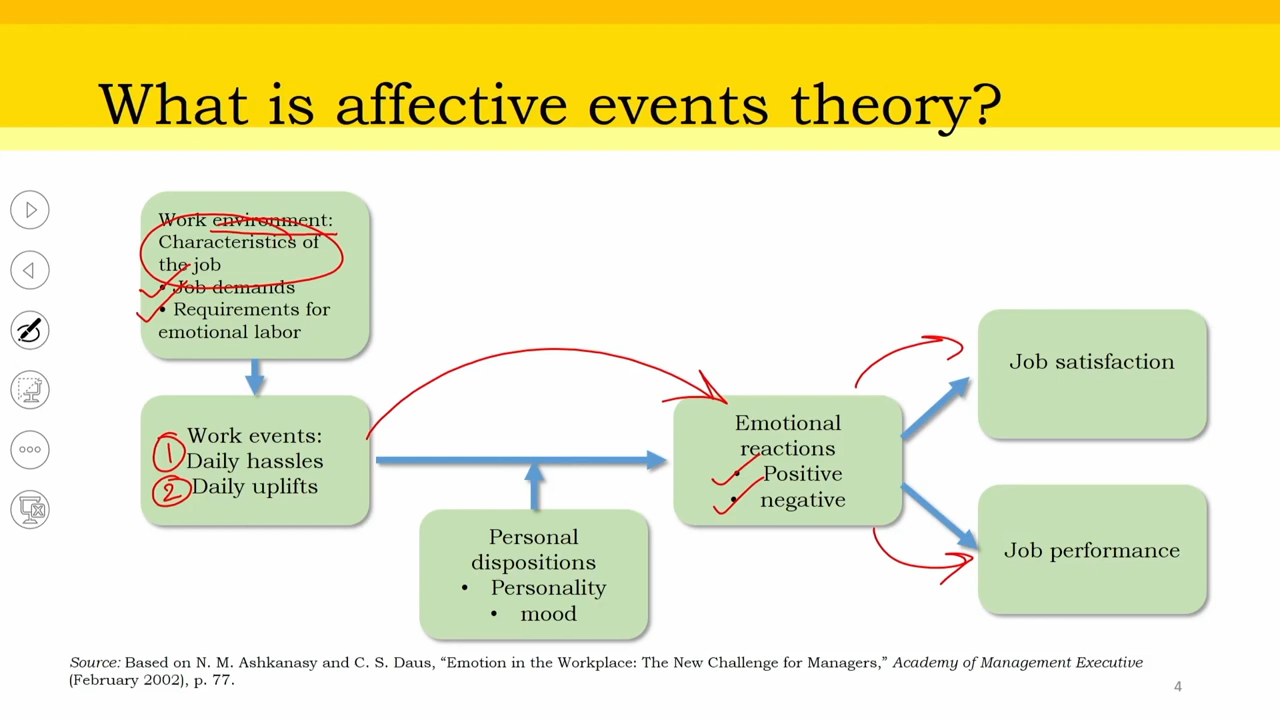 What is affective events theory?
Work environment:
Characteristics of
the job
• Job demands
• Requirements for
emotional labor
Work events:
1 Daily hassles
2 Daily uplifts
Personal
dispositions
• Personality
• mood
Emotional
reactions
• Positive
• negative
Job satisfaction
Job performance
Source: Based on N. M. Ashkanasy and C. S. Daus, “Emotion in the Workplace: The New Challenge for Managers,” Academy of Management Executive
(February 2002), p. 77.
4